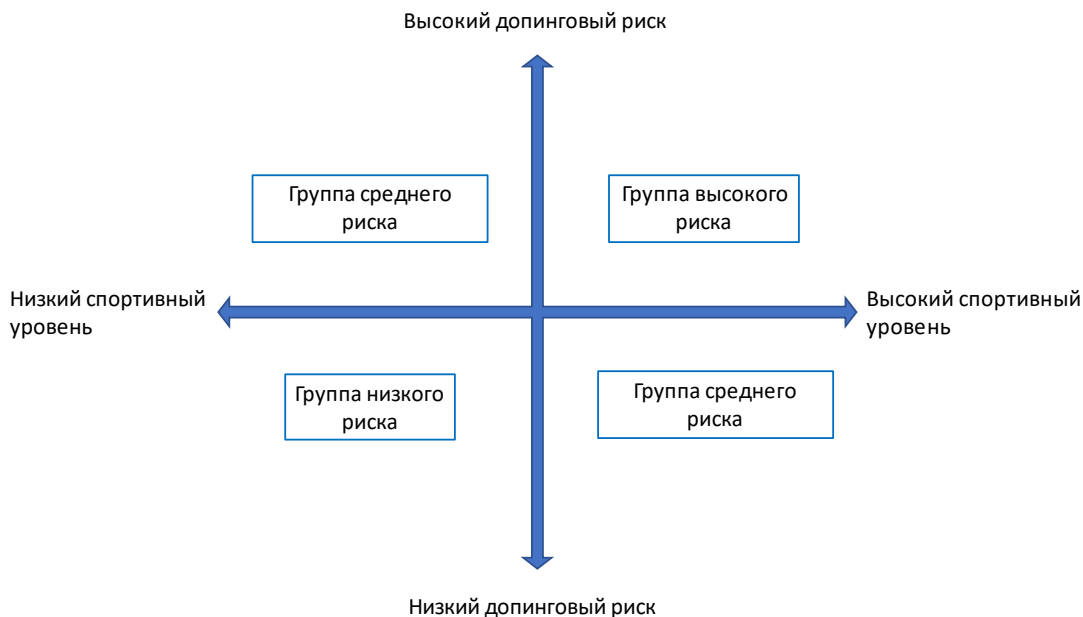 Высокий допинговый риск
Группа среднего
риска
Группа высокого
риска
Низкий спортивный
уровень
Высокий спортивный
уровень
Группа низкого
риска
Группа среднего
риска
Низкий допинговый риск